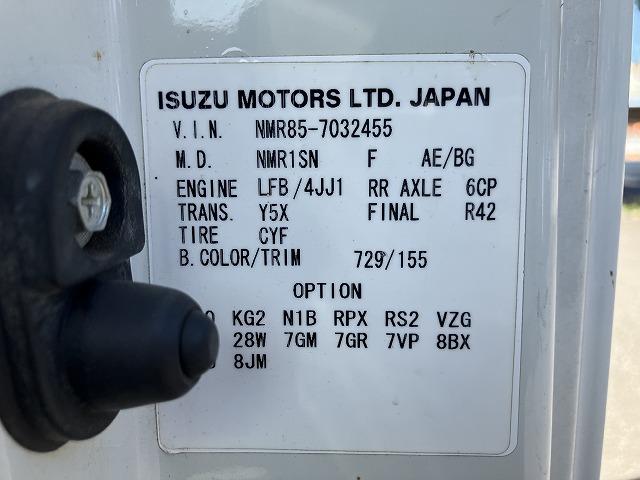 ISUZU MOTORS LTD. JAPAN
V.I.N. NMR85-7032455
M.D. NMR1SN F AE/BG
ENGINE LFB/4JJ1 RR AXLE 6CP
TRANS. Y5X FINAL R42
TIRE CYF
B.COLOR/TRIM 729/155
OPTION
KG2 N1B RPX RS2 VZG
28W 7GM 7GR 7VP 8BX
8JM